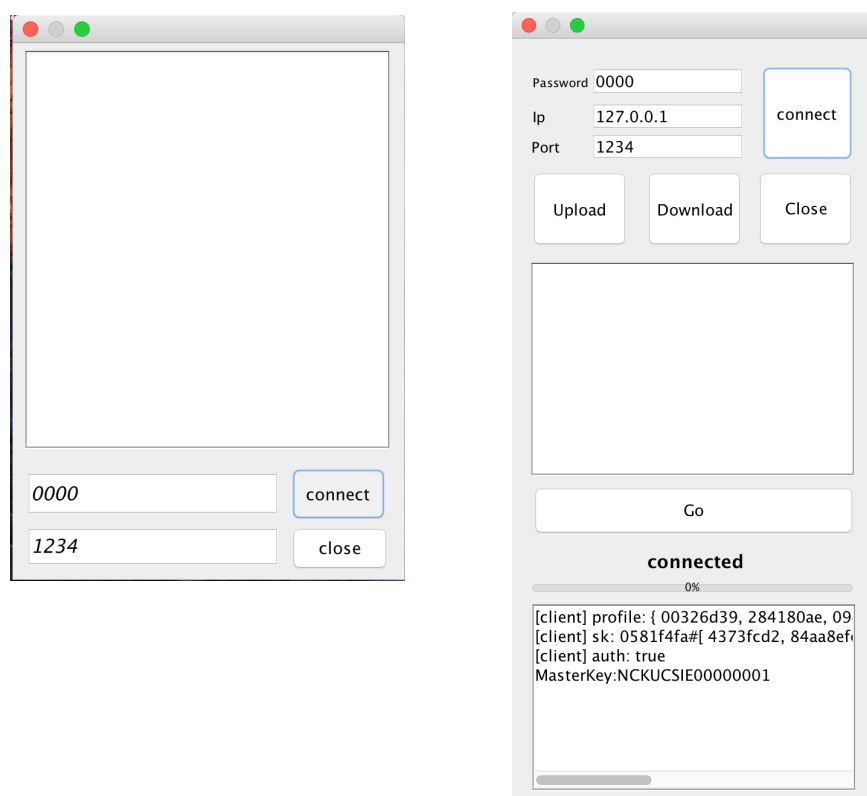 0000
connect
1234
close
Password 0000
Ip 127.0.0.1
connect
Port 1234
Upload Download Close
Go
connected
0%
[client] profile: { 00326d39, 284180ae, 09
[client] sk: 0581f4fa#[ 4373fcd2, 84aa8ef
[client] auth: true
MasterKey:NCKUCSIE00000001